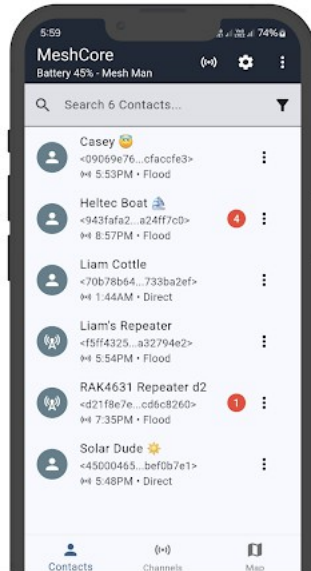 5:59
74%
MeshCore
Battery 45% - Mesh Man
Search 6 Contacts...
Casey 😇
<09069e76...cfaccfe3>
5:53PM • Flood
Heltec Boat ⛵
<943fafa2...a24ff7c0>
8:57PM • Flood
4
Liam Cottle
<70b78b64...733ba2ef>
1:44AM • Direct
Liam's Repeater
<f5ff4325...a32794e2>
5:54PM • Flood
RAK4631 Repeater d2
<d21f8e7e...cd6c8260>
7:35PM • Flood
1
Solar Dude ☀️
<45000465...bef0b7e1>
5:48PM • Flood
Contacts
Channels
Map